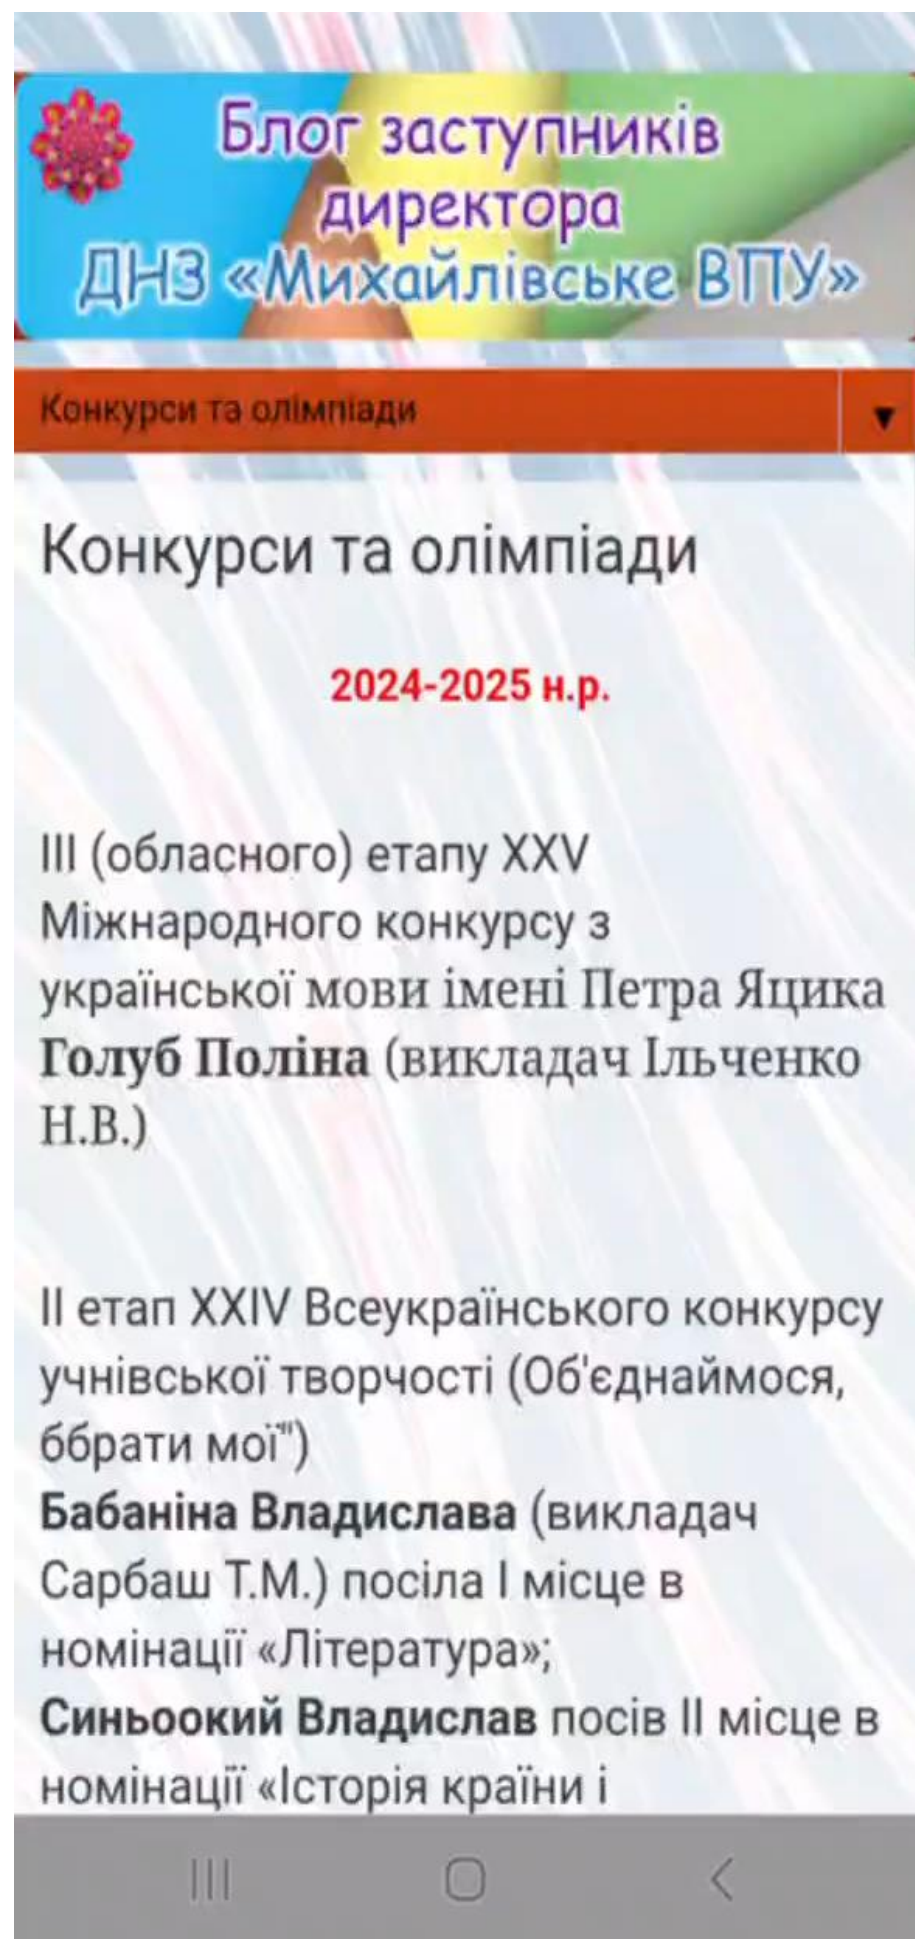 Блог заступників
директора
ДНЗ «Михайлівське ВПУ»
Конкурси та олімпіади
▼
Конкурси та олімпіади
2024-2025 н.р.
III (обласного) етапу XXV
Міжнародного конкурсу з
української мови імені Петра Яцика
Голуб Поліна (викладач Ільченко
Н.В.)
II етап XXIV Всеукраїнського конкурсу
учнівської творчості (Об'єднаймося,
ббрати мої'")
Бабаніна Владислава (викладач
Сарбаш Т.М.) посіла I місце в
номінації «Література»;
Синьоокий Владислав посів II місце в
номінації «Історія країни і